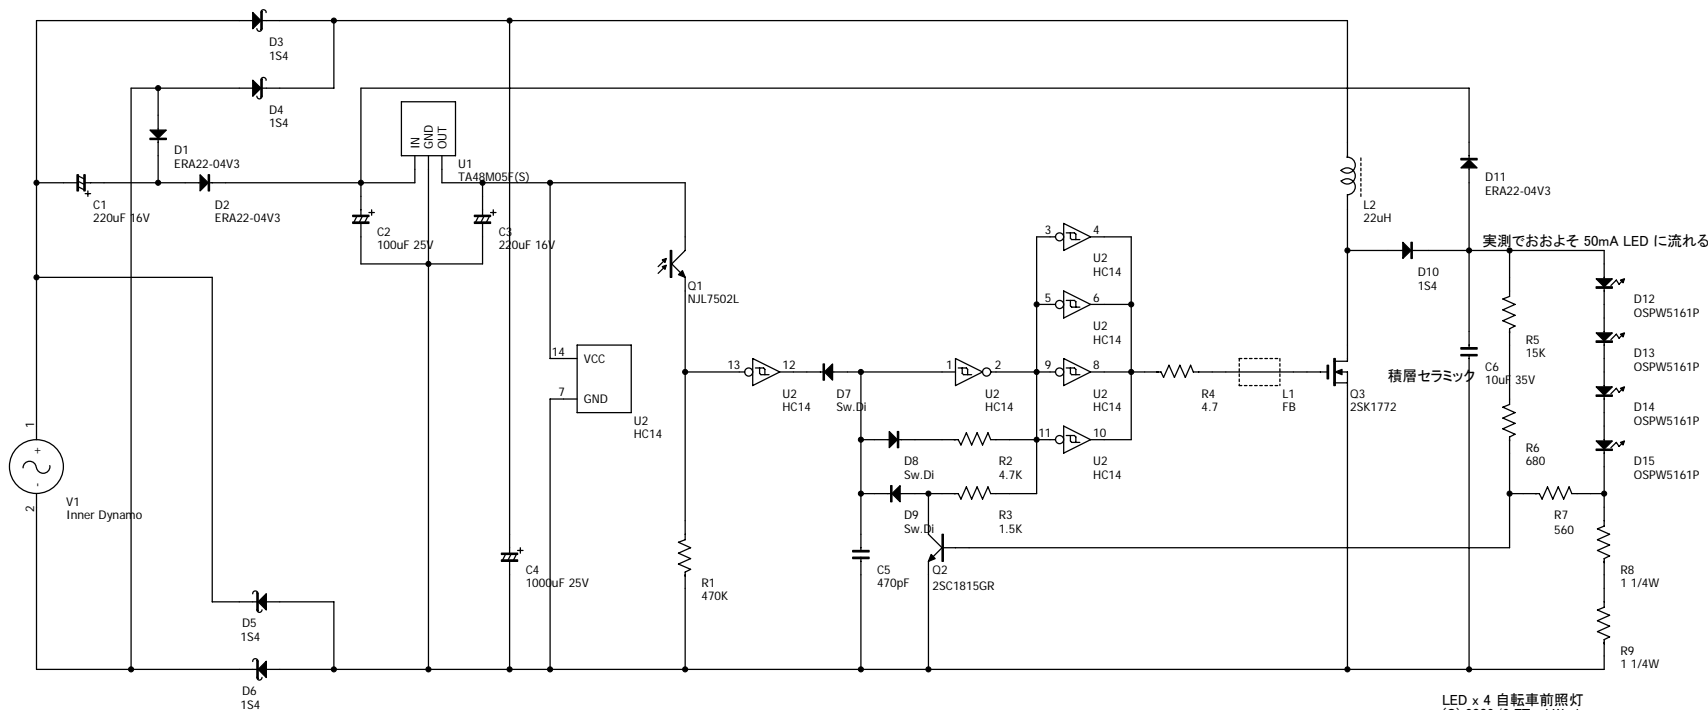 D3
1S4
D4
1S4
D1
ERA22-04V3
C1
220uF 16V
D2
ERA22-04V3
IN
GND
OUT
U1
TA48M05F(S)
C2
100uF 25V
C3
220uF 16V
Q1
NJL7502L
14
VCC
7
GND
U2
HC14
13
12
U2
HC14
D7
Sw.Di
1
2
U2
HC14
3
4
U2
HC14
5
6
U2
HC14
9
8
U2
HC14
11
10
U2
HC14
D8
Sw.Di
R2
4.7K
D9
Sw.Di
R3
1.5K
C5
470pF
Q2
2SC1815GR
R1
470K
C4
1000uF 25V
R4
4.7
L1
FB
Q3
2SK1772
L2
22uH
D11
ERA22-04V3
実測でおおよそ 50mA LED に流れる
D10
1S4
積層セラミック
C6
10uF 35V
R5
15K
R6
680
R7
560
D12
OSPW5161P
D13
OSPW5161P
D14
OSPW5161P
D15
OSPW5161P
R8
1 1/4W
R9
1 1/4W
1
+
-
2
V1
Inner Dynamo
D5
1S4
D6
1S4
LED x 4 自転車前照灯